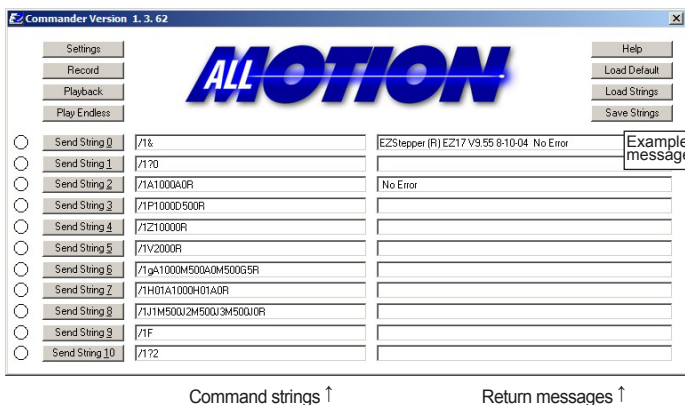 EZ Commander Version 1. 3. 62
Settings
Record
Playback
Play Endless
ALL MOTION
Help
Load Default
Load Strings
Save Strings
Send String 0 /1& EZStepper (R) EZ17 V9.55 8-10-04 No Error
Example
message
Send String 1 /1?0
Send String 2 /1A1000A0R No Error
Send String 3 /1P1000D500R
Send String 4 /1Z10000R
Send String 5 /1V2000R
Send String 6 /1gA1000M500A0M500G5R
Send String 7 /1H01A1000H01A0R
Send String 8 /1J1M500J2M500J3M500J0R
Send String 9 /1F
Send String 10 /1?2
Command strings ↑ Return messages ↑